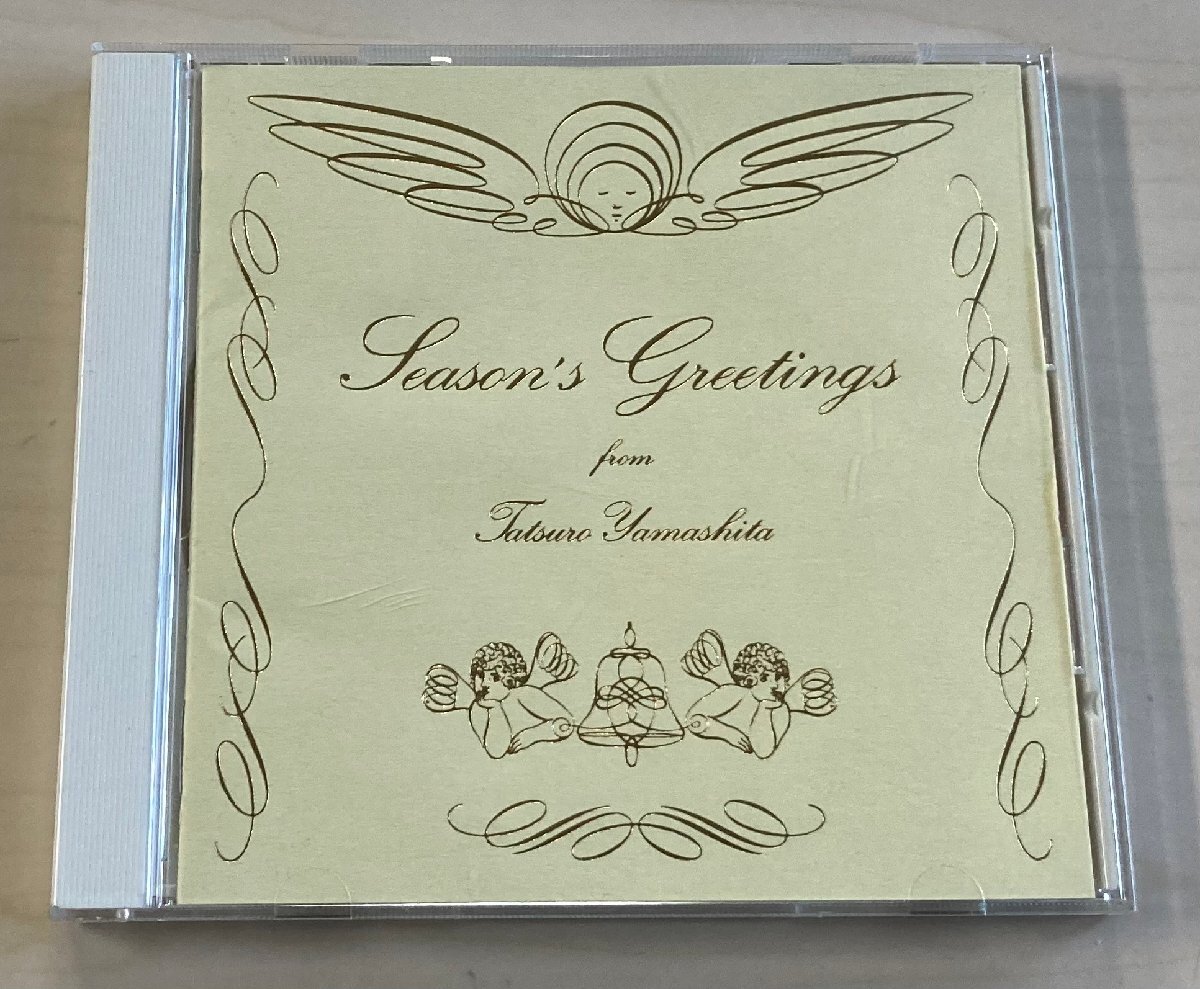 Season's Greetings
from
Tatsuro Yamashita